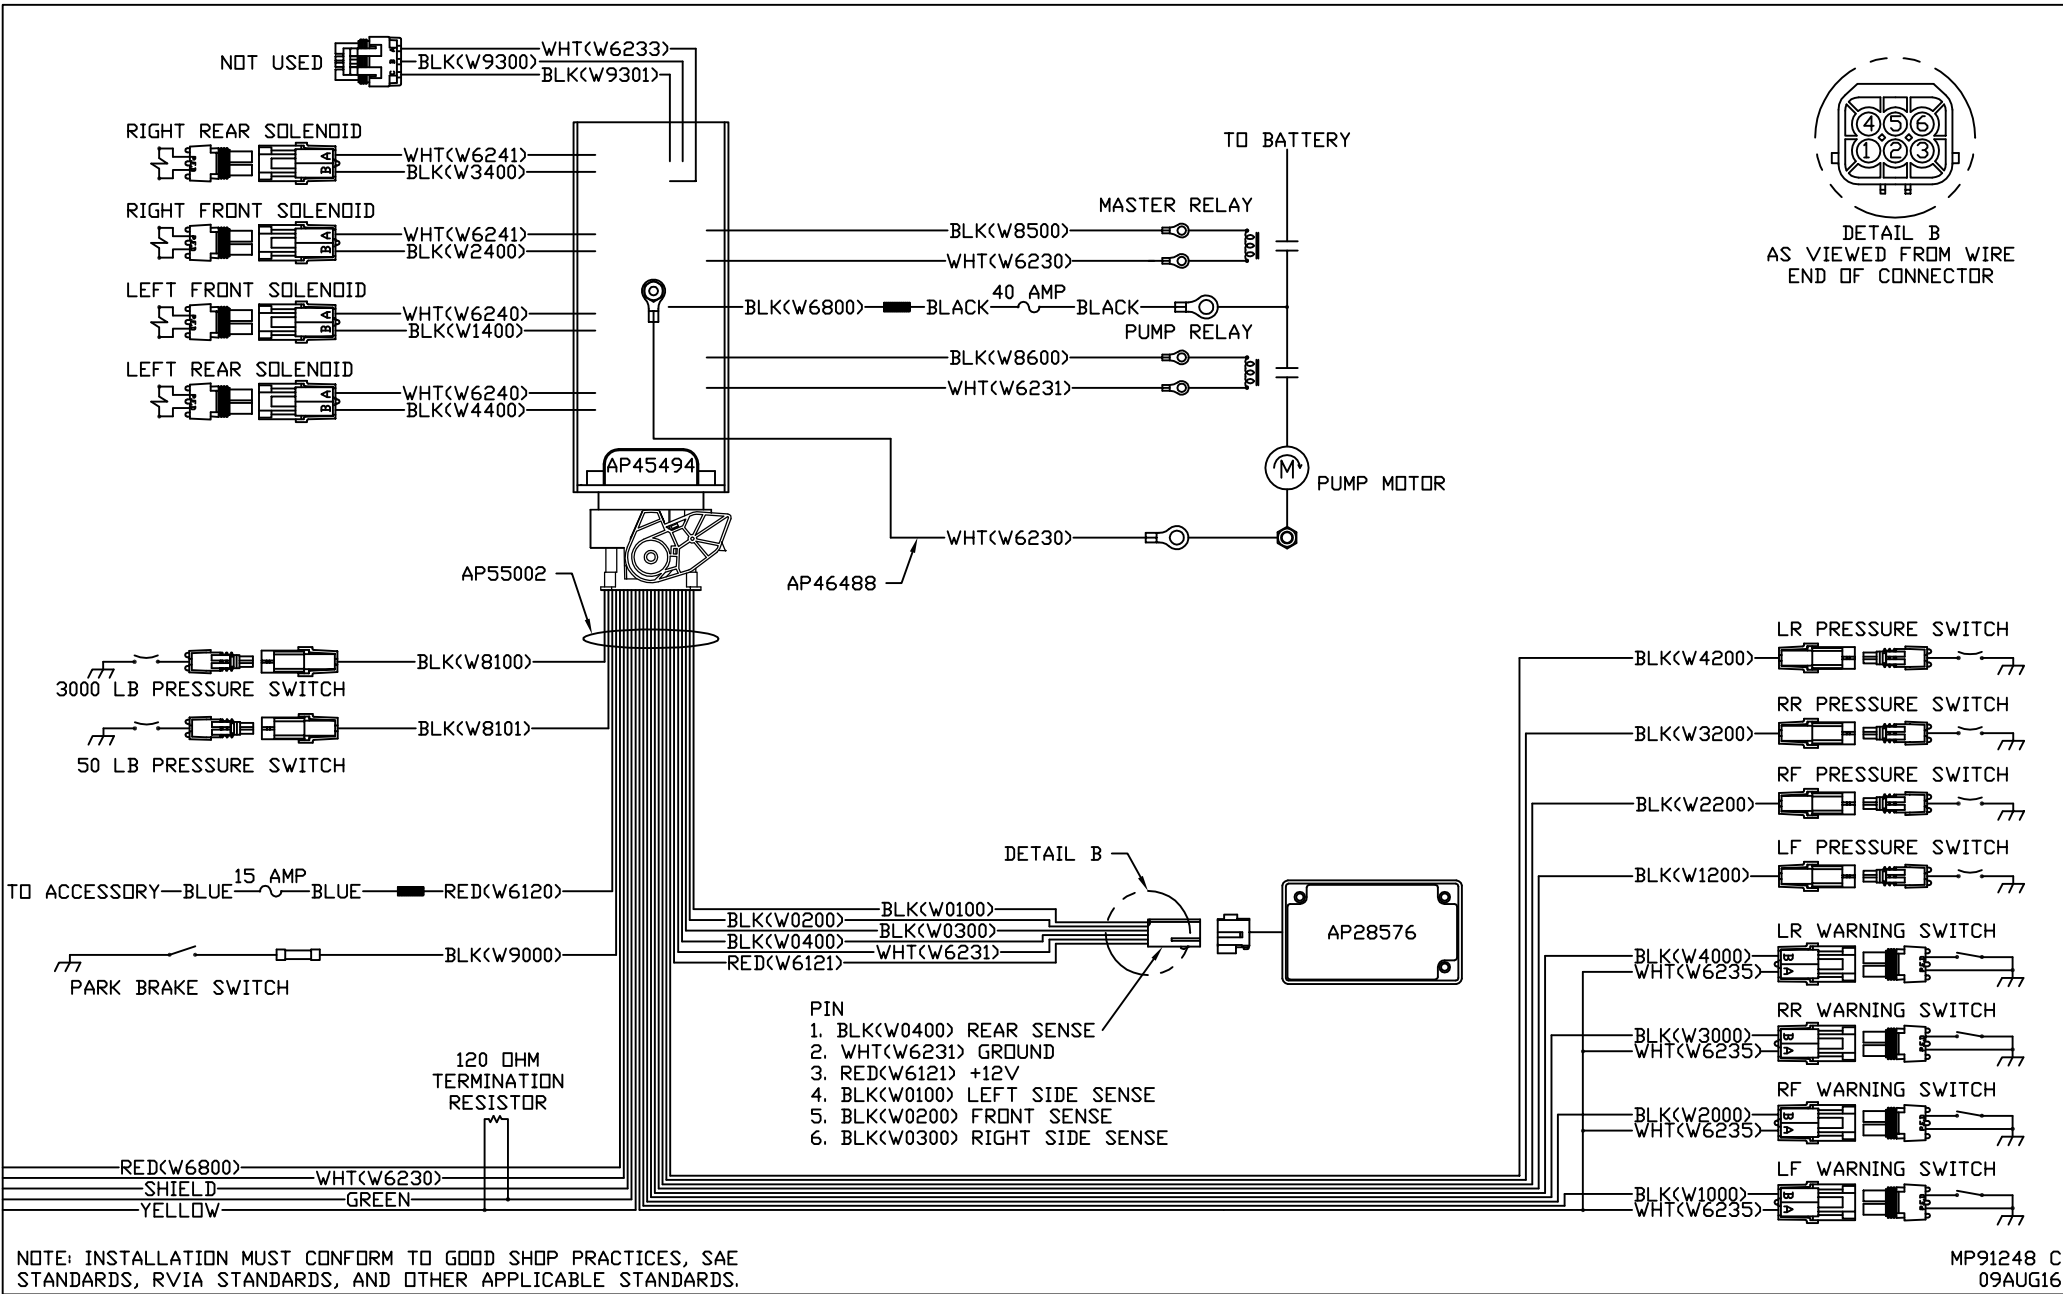 NOT USED
WHT(W6233)
BLK(W9300)
BLK(W9301)
RIGHT REAR SOLENOID
A
B
WHT(W6241)
BLK(W3400)
RIGHT FRONT SOLENOID
A
B
WHT(W6241)
BLK(W2400)
LEFT FRONT SOLENOID
A
B
WHT(W6240)
BLK(W1400)
LEFT REAR SOLENOID
A
B
WHT(W6240)
BLK(W4400)
AP45494
TO BATTERY
MASTER RELAY
BLK(W8500)
WHT(W6230)
40 AMP
BLK(W6800) BLACK BLACK
PUMP RELAY
BLK(W8600)
WHT(W6231)
M
PUMP MOTOR
WHT(W6230)
AP46488
4 5 6
1 2 3
DETAIL B
AS VIEWED FROM WIRE
END OF CONNECTOR
AP55002
BLK(W8100)
3000 LB PRESSURE SWITCH
BLK(W8101)
50 LB PRESSURE SWITCH
15 AMP
TO ACCESSORY BLUE BLUE RED(W6120)
BLK(W9000)
PARK BRAKE SWITCH
120 OHM
TERMINATION
RESISTOR
RED(W6800)
WHT(W6230)
SHIELD
GREEN
YELLOW
DETAIL B
BLK(W0100)
BLK(W0200)
BLK(W0300)
BLK(W0400)
WHT(W6231)
RED(W6121)
AP28576
PIN
1. BLK(W0400) REAR SENSE
2. WHT(W6231) GROUND
3. RED(W6121) +12V
4. BLK(W0100) LEFT SIDE SENSE
5. BLK(W0200) FRONT SENSE
6. BLK(W0300) RIGHT SIDE SENSE
LR PRESSURE SWITCH
BLK(W4200)
RR PRESSURE SWITCH
BLK(W3200)
RF PRESSURE SWITCH
BLK(W2200)
LF PRESSURE SWITCH
BLK(W1200)
LR WARNING SWITCH
BLK(W4000) B
WHT(W6235) A
RR WARNING SWITCH
BLK(W3000) B
WHT(W6235) A
RF WARNING SWITCH
BLK(W2000) B
WHT(W6235) A
LF WARNING SWITCH
BLK(W1000) B
WHT(W6235) A
NOTE: INSTALLATION MUST CONFORM TO GOOD SHOP PRACTICES, SAE
STANDARDS, RVIA STANDARDS, AND OTHER APPLICABLE STANDARDS.
MP91248 C
09AUG16